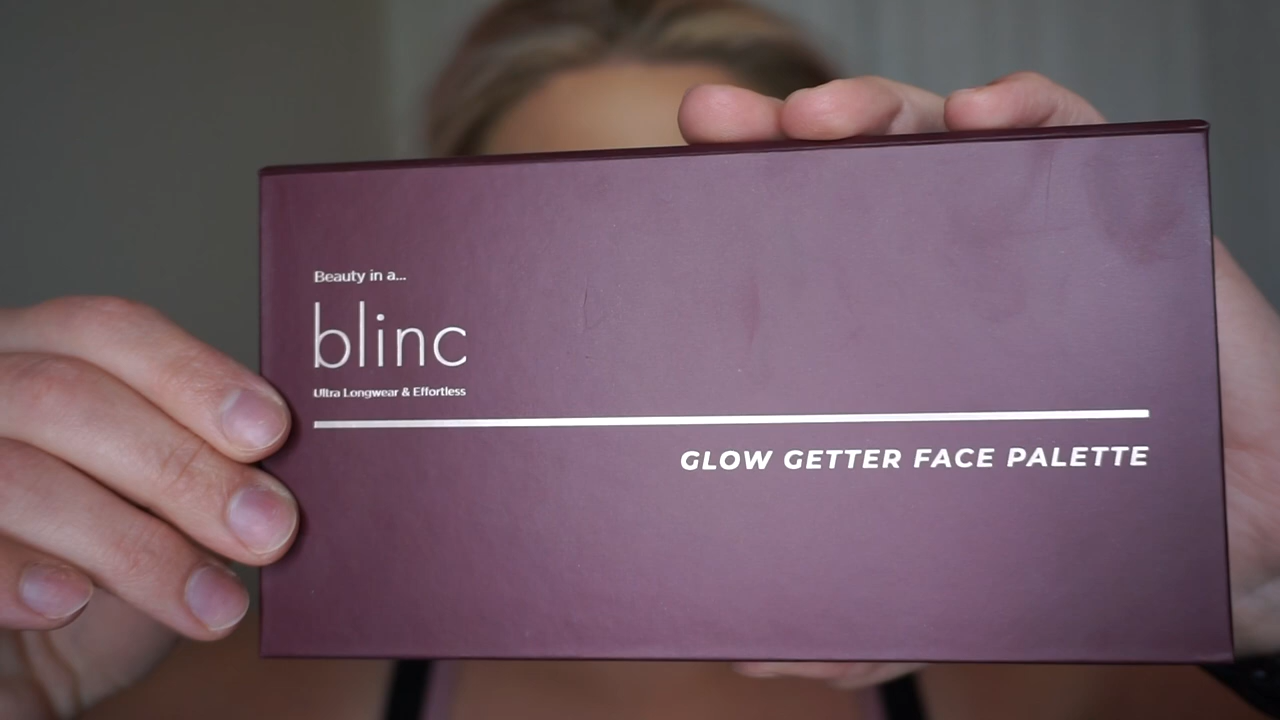 Beauty in a...
blinc
Ultra Longwear & Effortless
GLOW GETTER FACE PALETTE